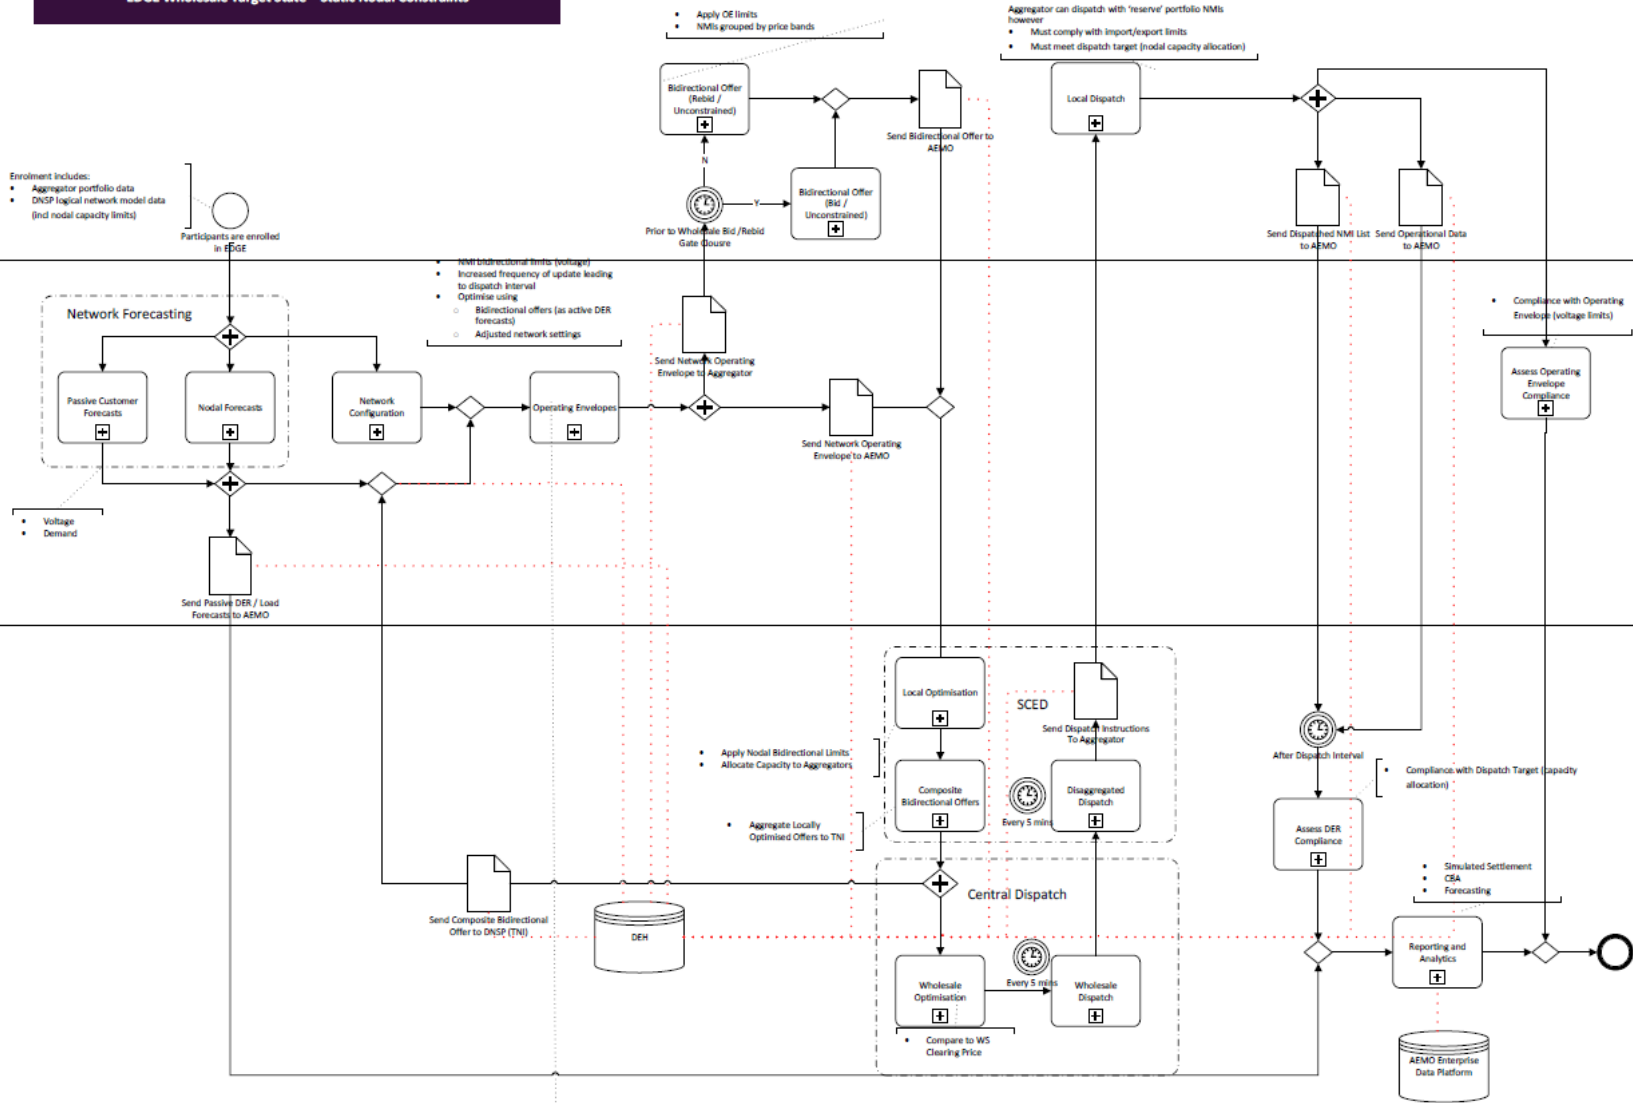 EDGE Wholesale Target State – Static Nodal Constraints
• Apply OE limits
• NMIs grouped by price bands
Aggregator can dispatch with 'reserve' portfolio NMIs
however
• Must comply with import/export limits
• Must meet dispatch target (nodal capacity allocation)
Bidirectional Offer
(Rebid /
Unconstrained)
Send Bidirectional Offer to
AEMO
Local Dispatch
N
Y
Bidirectional Offer
(Bid /
Unconstrained)
Prior to Wholesale Bid /Rebid
Gate Clousre
Enrolment includes:
• Aggregator portfolio data
• DNSP logical network model data
(incl nodal capacity limits)
Participants are enrolled
in EDGE
Send Dispatched NMI List
to AEMO
Send Operational Data
to AEMO
• NMI bidirectional limits (voltage)
• Increased frequency of update leading
to dispatch interval
• Optimise using
○ Bidirectional offers (as active DER
forecasts)
○ Adjusted network settings
Network Forecasting
Passive Customer
Forecasts
Nodal Forecasts
Network
Configuration
Operating Envelopes
Send Network Operating
Envelope to Aggregator
Send Network Operating
Envelope to AEMO
• Compliance with Operating
Envelope (voltage limits)
Assess Operating
Envelope
Compliance
• Voltage
• Demand
Send Passive DER / Load
Forecasts to AEMO
Local Optimisation
SCED
Send Dispatch Instructions
To Aggregator
• Apply Nodal Bidirectional Limits
• Allocate Capacity to Aggregators
Composite
Bidirectional Offers
Every 5 mins
Disaggregated
Dispatch
• Aggregate Locally
Optimised Offers to TNI
After Dispatch Interval
• Compliance with Dispatch Target (capacity
allocation)
Assess DER
Compliance
Send Composite Bidirectional
Offer to DNSP (TNI)
DEH
Central Dispatch
Wholesale
Optimisation
Every 5 mins
Wholesale
Dispatch
• Compare to WS
Clearing Price
• Simulated Settlement
• CBA
• Forecasting
Reporting and
Analytics
AEMO Enterprise
Data Platform